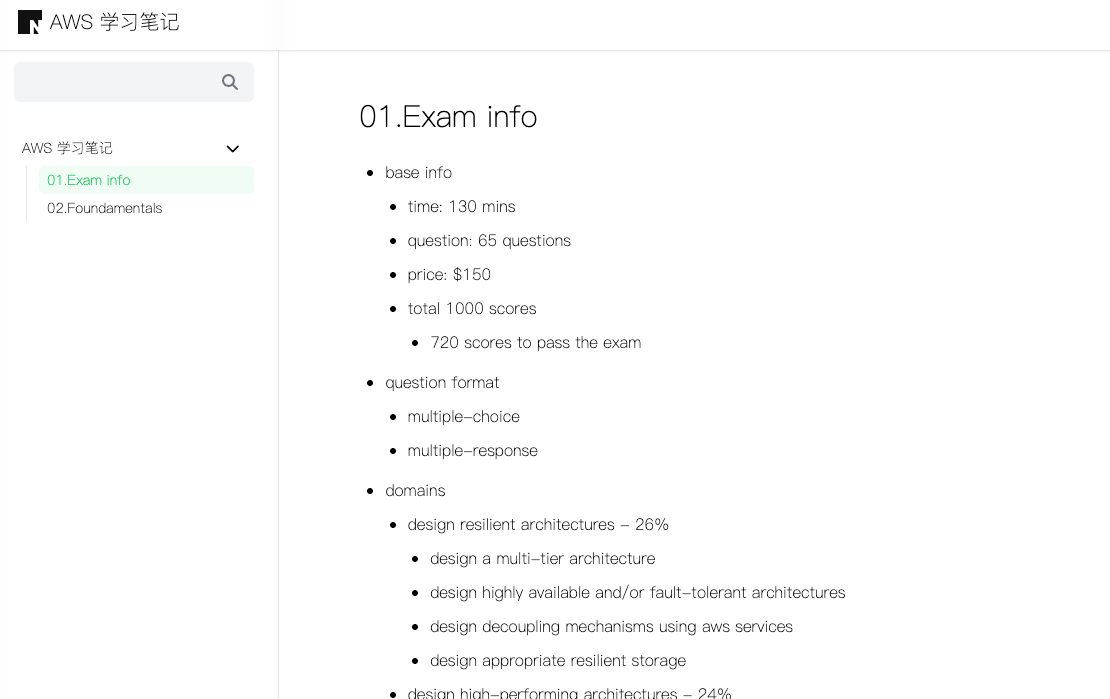 AWS 学习笔记
AWS 学习笔记
01.Exam info
02.Foundamentals
01.Exam info
base info
time: 130 mins
question: 65 questions
price: $150
total 1000 scores
720 scores to pass the exam
question format
multiple-choice
multiple-response
domains
design resilient architectures - 26%
design a multi-tier architecture
design highly available and/or fault-tolerant architectures
design decoupling mechanisms using aws services
design appropriate resilient storage
design high-performing architectures - 24%